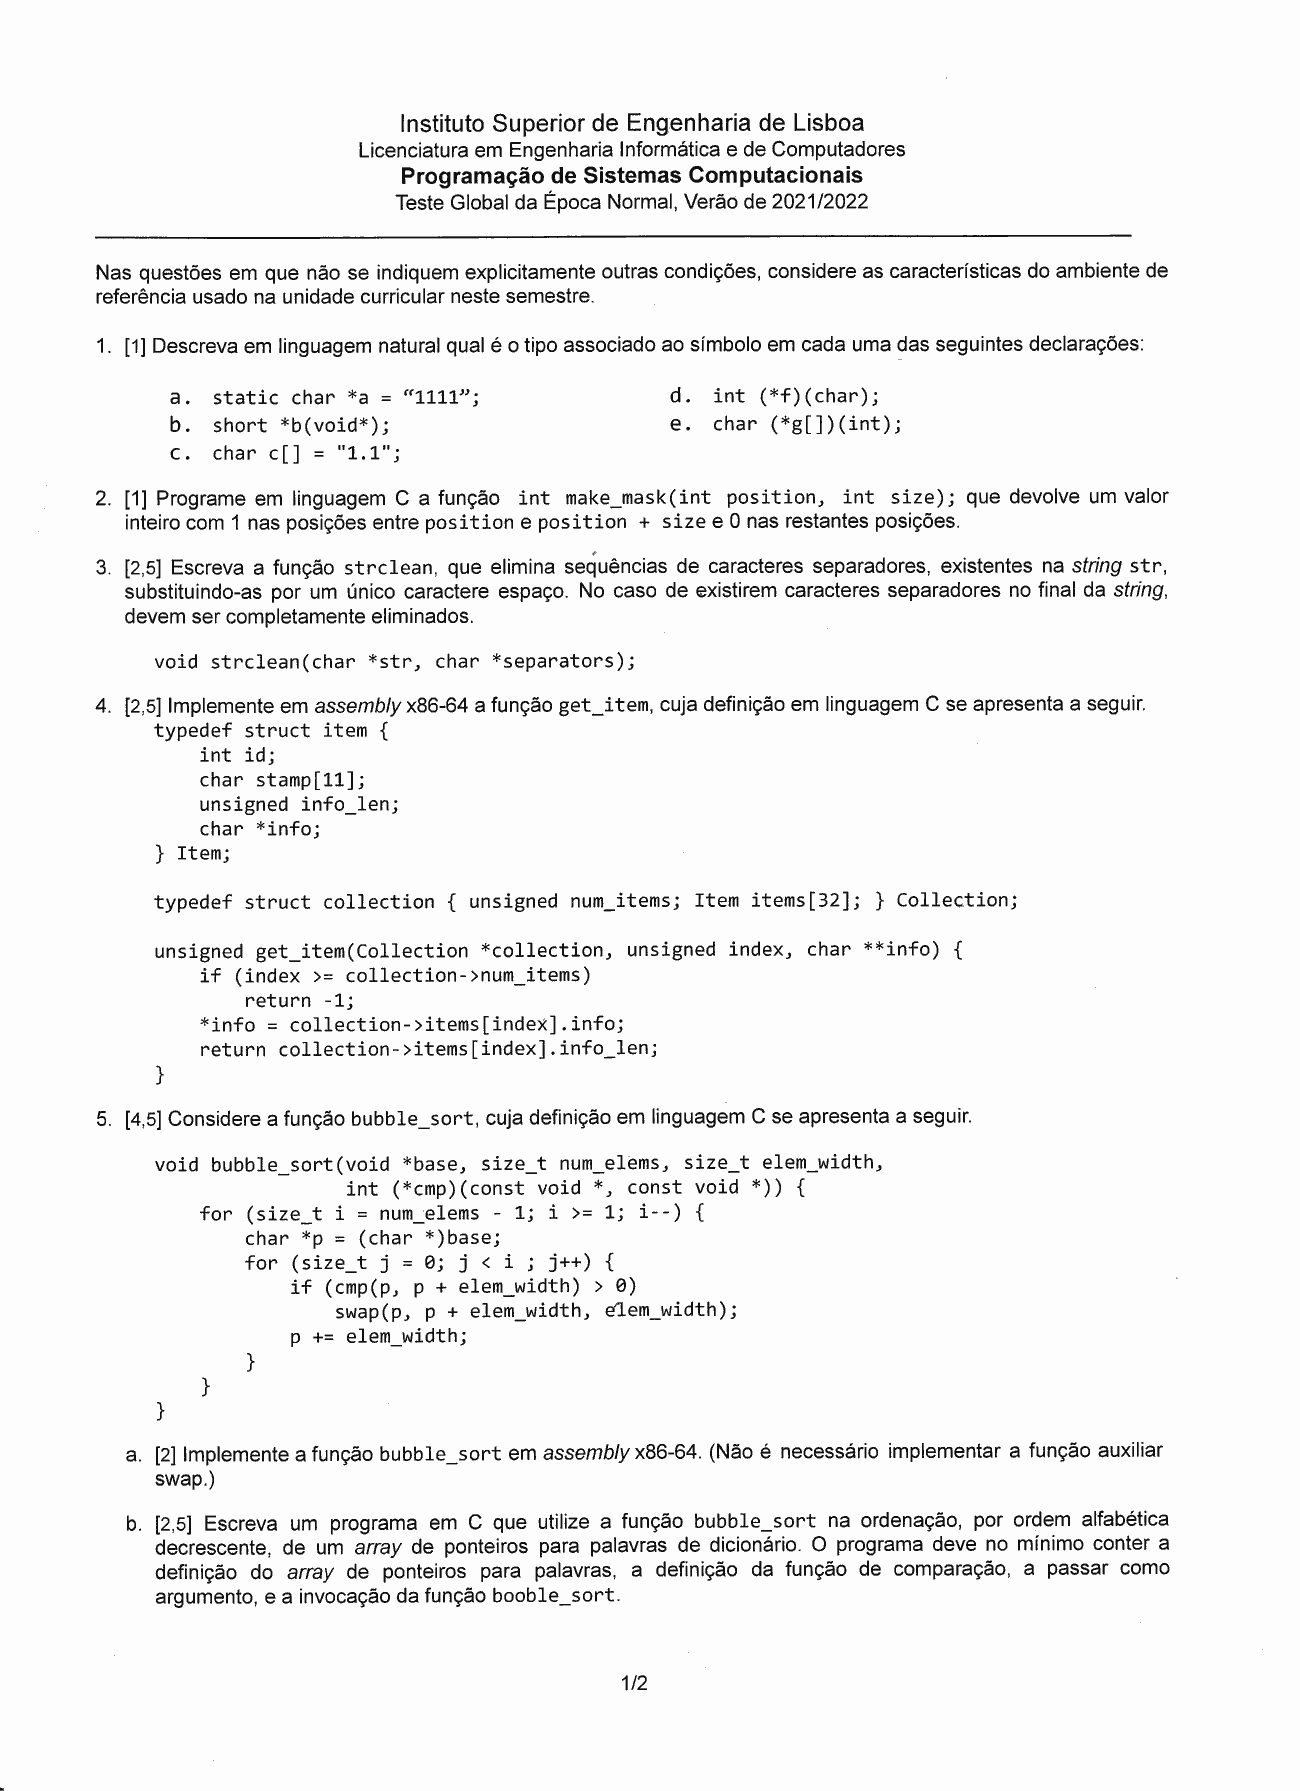 Instituto Superior de Engenharia de Lisboa
Licenciatura em Engenharia Informática e de Computadores
Programação de Sistemas Computacionais
Teste Global da Época Normal, Verão de 2021/2022
Nas questões em que não se indiquem explicitamente outras condições, considere as características do ambiente de
referência usado na unidade curricular neste semestre.
1. [1] Descreva em linguagem natural qual é o tipo associado ao símbolo em cada uma das seguintes declarações:
a. static char *a = “1111”;
b. short *b(void*);
c. char c[] = "1.1";
d. int (*f)(char);
e. char (*g[])(int);
2. [1] Programe em linguagem C a função int make_mask(int position, int size); que devolve um valor
inteiro com 1 nas posições entre position e position + size e 0 nas restantes posições.
3. [2,5] Escreva a função strclean, que elimina sequências de caracteres separadores, existentes na string str,
substituindo-as por um único caractere espaço. No caso de existirem caracteres separadores no final da string,
devem ser completamente eliminados.
void strclean(char *str, char *separators);
4. [2,5] Implemente em assembly x86-64 a função get_item, cuja definição em linguagem C se apresenta a seguir.
typedef struct item {
int id;
char stamp[11];
unsigned info_len;
char *info;
} Item;
typedef struct collection { unsigned num_items; Item items[32]; } Collection;
unsigned get_item(Collection *collection, unsigned index, char **info) {
if (index >= collection->num_items)
return -1;
*info = collection->items[index].info;
return collection->items[index].info_len;
}
5. [4,5] Considere a função bubble_sort, cuja definição em linguagem C se apresenta a seguir.
void bubble_sort(void *base, size_t num_elems, size_t elem_width,
int (*cmp)(const void *, const void *)) {
for (size_t i = num_elems - 1; i >= 1; i--) {
char *p = (char *)base;
for (size_t j = 0; j < i ; j++) {
if (cmp(p, p + elem_width) > 0)
swap(p, p + elem_width, elem_width);
p += elem_width;
}
}
}
a. [2] Implemente a função bubble_sort em assembly x86-64. (Não é necessário implementar a função auxiliar
swap.)
b. [2,5] Escreva um programa em C que utilize a função bubble_sort na ordenação, por ordem alfabética
decrescente, de um array de ponteiros para palavras de dicionário. O programa deve no mínimo conter a
definição do array de ponteiros para palavras, a definição da função de comparação, a passar como
argumento, e a invocação da função booble_sort.
1/2